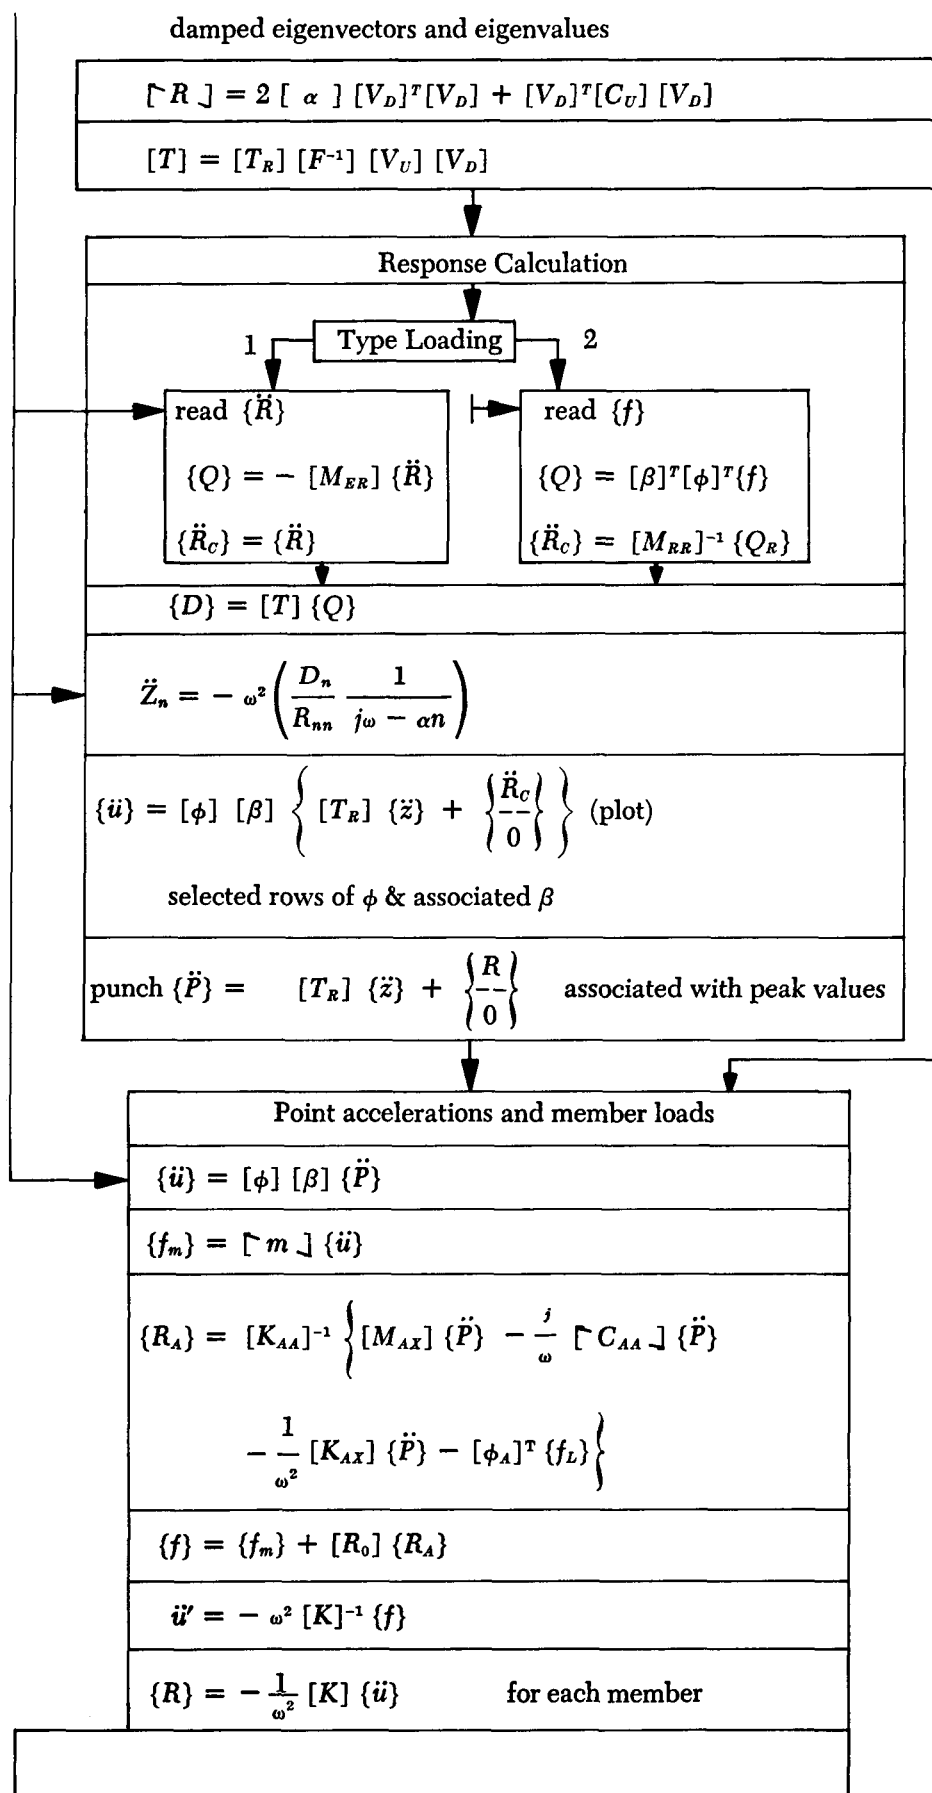 damped eigenvectors and eigenvalues
⌈ R ⌋ = 2 [ α ] [V_D]^T [V_D] + [V_D]^T [C_U] [V_D]
[T] = [T_R] [F^-1] [V_U] [V_D]
Response Calculation
1 Type Loading 2
read {R̈}
{Q} = - [M_ER] {R̈}
{R̈_C} = {R̈}
read {f}
{Q} = [β]^T [ϕ]^T {f}
{R̈_C} = [M_RR]^-1 {Q_R}
{D} = [T] {Q}
Z̈_n = - ω² ( D_n / R_nn 1 / jω - αn )
{ü} = [ϕ] [β] { [T_R] {z̈} + { R̈_C / 0 } } (plot)
selected rows of ϕ & associated β
punch {P̈} = [T_R] {z̈} + { R / 0 } associated with peak values
Point accelerations and member loads
{ü} = [ϕ] [β] {P̈}
{f_m} = ⌈ m ⌋ {ü}
{R_A} = [K_AA]^-1 { [M_AX] {P̈} - j/ω ⌈ C_AA ⌋ {P̈}
- 1/ω² [K_AX] {P̈} - [ϕ_A]^T {f_L} }
{f} = {f_m} + [R_0] {R_A}
ü′ = - ω² [K]^-1 {f}
{R} = - 1/ω² [K] {ü} for each member